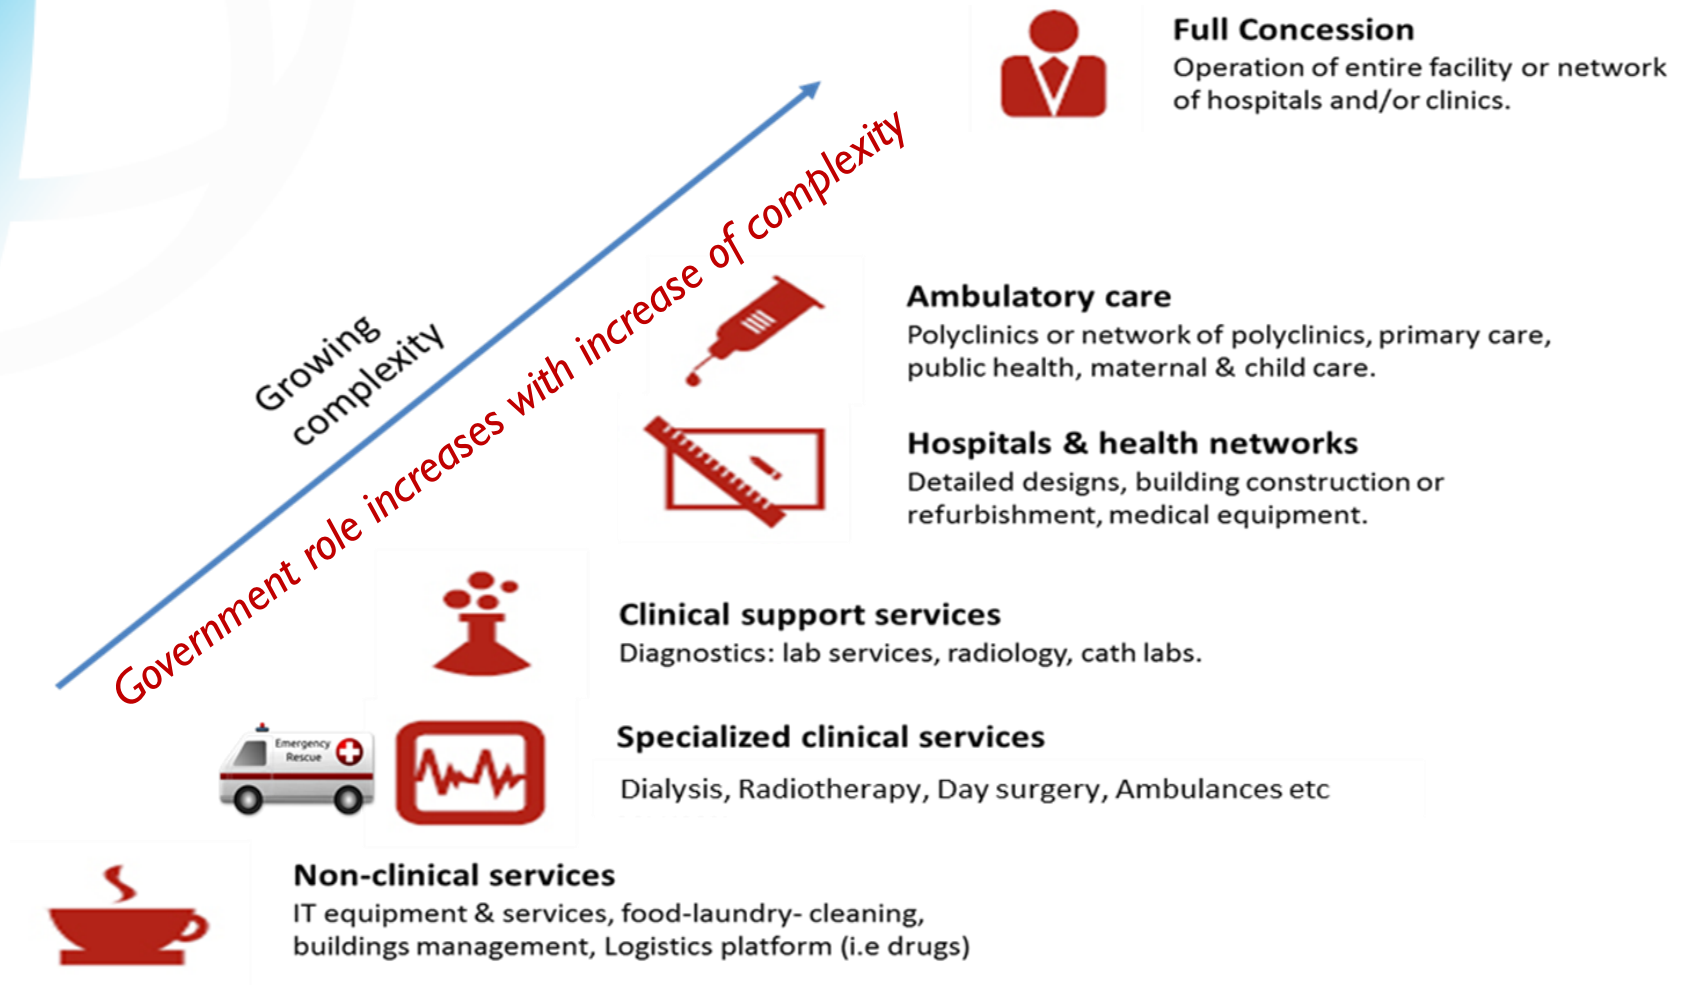 Full Concession
Operation of entire facility or network
of hospitals and/or clinics.
Growing
complexity
Government role increases with increase of complexity
Ambulatory care
Polyclinics or network of polyclinics, primary care,
public health, maternal & child care.
Hospitals & health networks
Detailed designs, building construction or
refurbishment, medical equipment.
Clinical support services
Diagnostics: lab services, radiology, cath labs.
Emergency
Rescue
Specialized clinical services
Dialysis, Radiotherapy, Day surgery, Ambulances etc
Non-clinical services
IT equipment & services, food-laundry- cleaning,
buildings management, Logistics platform (i.e drugs)